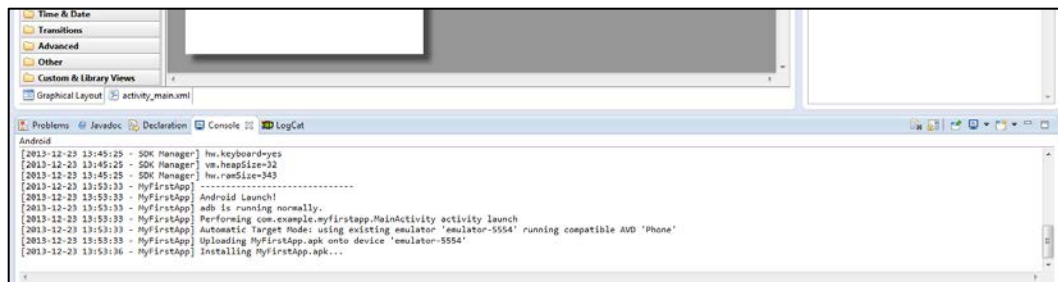 Time & Date
Transitions
Advanced
Other
Custom & Library Views
Graphical Layout activity_main.xml
Problems Javadoc Declaration Console LogCat
Android
[2013-12-23 13:45:25 - SDK Manager] hw.keyboard=yes
[2013-12-23 13:45:25 - SDK Manager] vm.heapSize=32
[2013-12-23 13:45:25 - SDK Manager] hw.ramSize=343
[2013-12-23 13:53:33 - MyFirstApp] ------------------------------
[2013-12-23 13:53:33 - MyFirstApp] Android Launch!
[2013-12-23 13:53:33 - MyFirstApp] adb is running normally.
[2013-12-23 13:53:33 - MyFirstApp] Performing com.example.myfirstapp.MainActivity activity launch
[2013-12-23 13:53:33 - MyFirstApp] Automatic Target Mode: using existing emulator 'emulator-5554' running compatible AVD 'Phone'
[2013-12-23 13:53:33 - MyFirstApp] Uploading MyFirstApp.apk onto device 'emulator-5554'
[2013-12-23 13:53:36 - MyFirstApp] Installing MyFirstApp.apk...